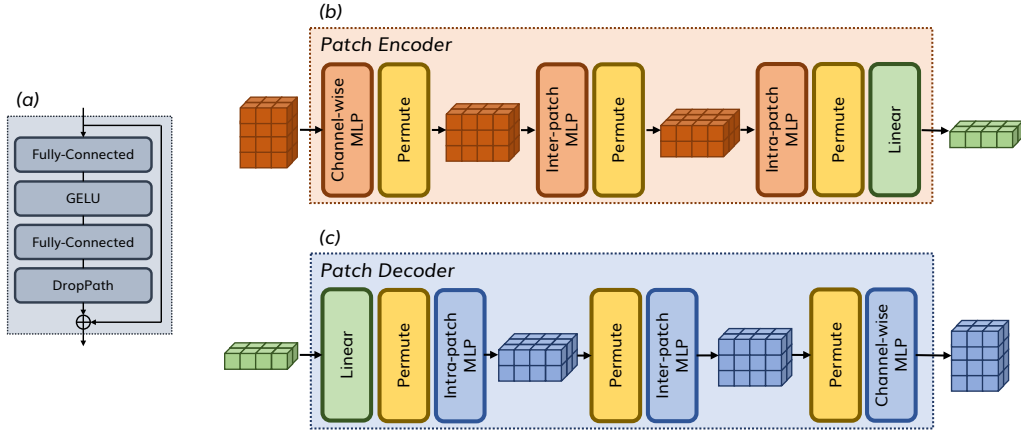 (a)
Fully-Connected
GELU
Fully-Connected
DropPath
(b)
Patch Encoder
Channel-wise
MLP
Permute
Inter-patch
MLP
Permute
Intra-patch
MLP
Permute
Linear
(c)
Patch Decoder
Linear
Permute
Intra-patch
MLP
Permute
Inter-patch
MLP
Permute
Channel-wise
MLP